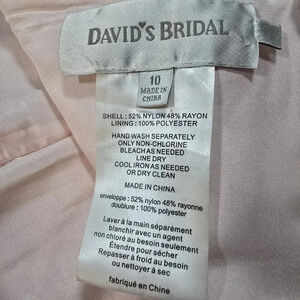 DAVID'S BRIDAL
10
MADE IN
CHINA
SHELL: 52% NYLON 48% RAYON
LINING: 100% POLYESTER
HAND WASH SEPARATELY
ONLY NON-CHLORINE
BLEACH AS NEEDED
LINE DRY
COOL IRON AS NEEDED
OR DRY CLEAN
MADE IN CHINA
enveloppe: 52% nylon 48% rayonne
doublure: 100% polyester
Laver à la main séparément
blanchir avec un agent
non chloré au besoin seulement
Étendre pour sécher
Repasser à froid au besoin
ou nettoyer à sec
fabriqué en Chine